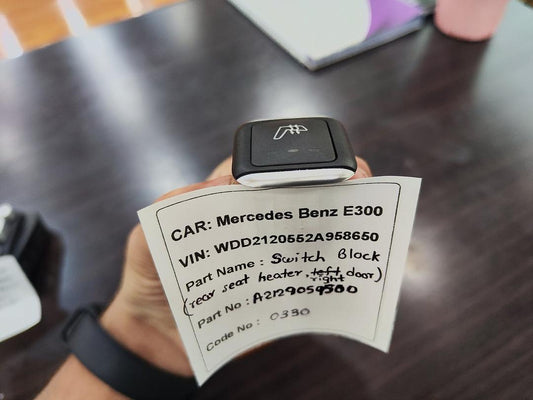 CAR: Mercedes Benz E300
VIN: WDD2120552A958650
Part Name : Switch Block
(rear seat heater, left door)
right
Part No : A2129059500
Code No : 0330